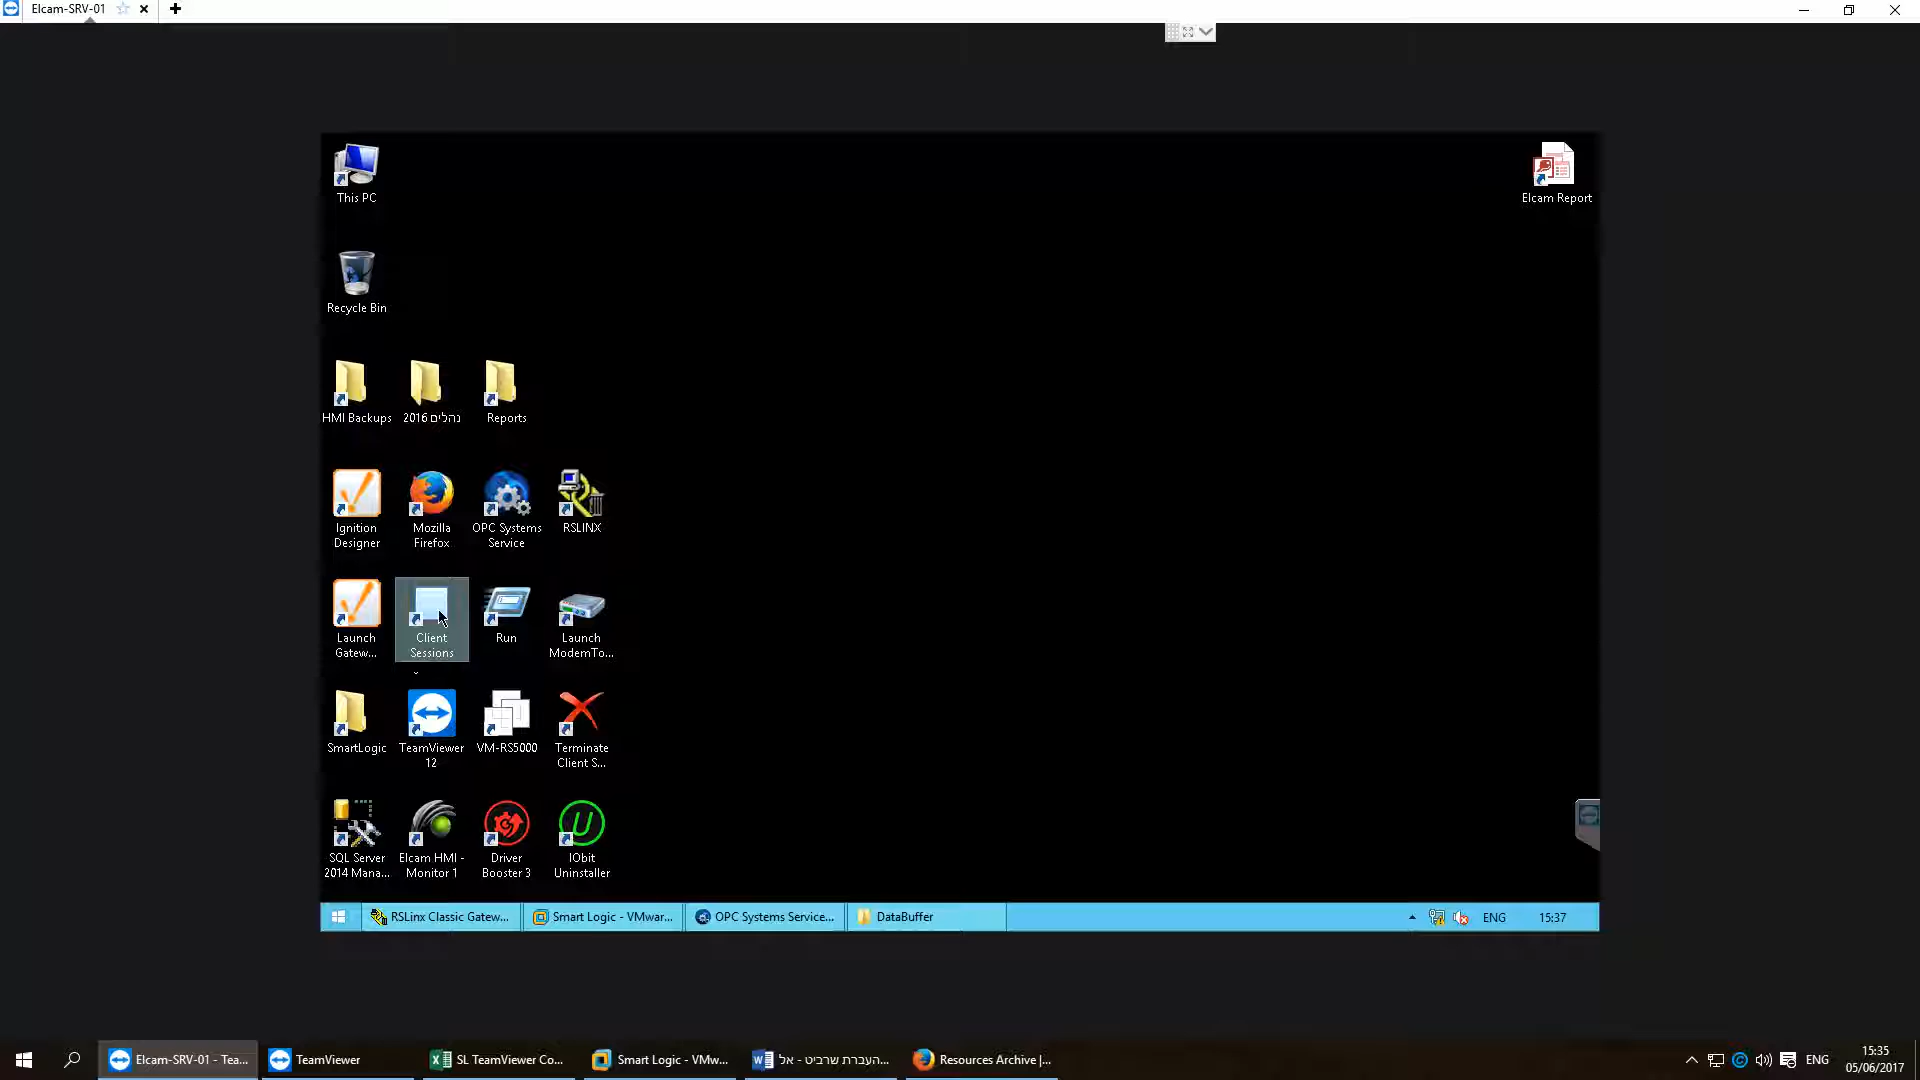 Elcam-SRV-01
This PC
Elcam Report
Recycle Bin
HMI Backups
נהלים 2016
Reports
Ignition
Designer
Mozilla
Firefox
OPC Systems
Service
RSLINX
Launch
Gatew...
Client
Sessions
Run
Launch
ModemTo...
SmartLogic
TeamViewer
12
VM-RS5000
Terminate
Client S...
SQL Server
2014 Mana...
Elcam HMI -
Monitor 1
Driver
Booster 3
IObit
Uninstaller
RSLinx Classic Gatew...
Smart Logic - VMwar...
OPC Systems Service...
DataBuffer
ENG
15:37
Elcam-SRV-01 - Tea...
TeamViewer
SL TeamViewer Co...
Smart Logic - VMw...
העברת שרביט - אל...
Resources Archive |...
ENG
15:35
05/06/2017